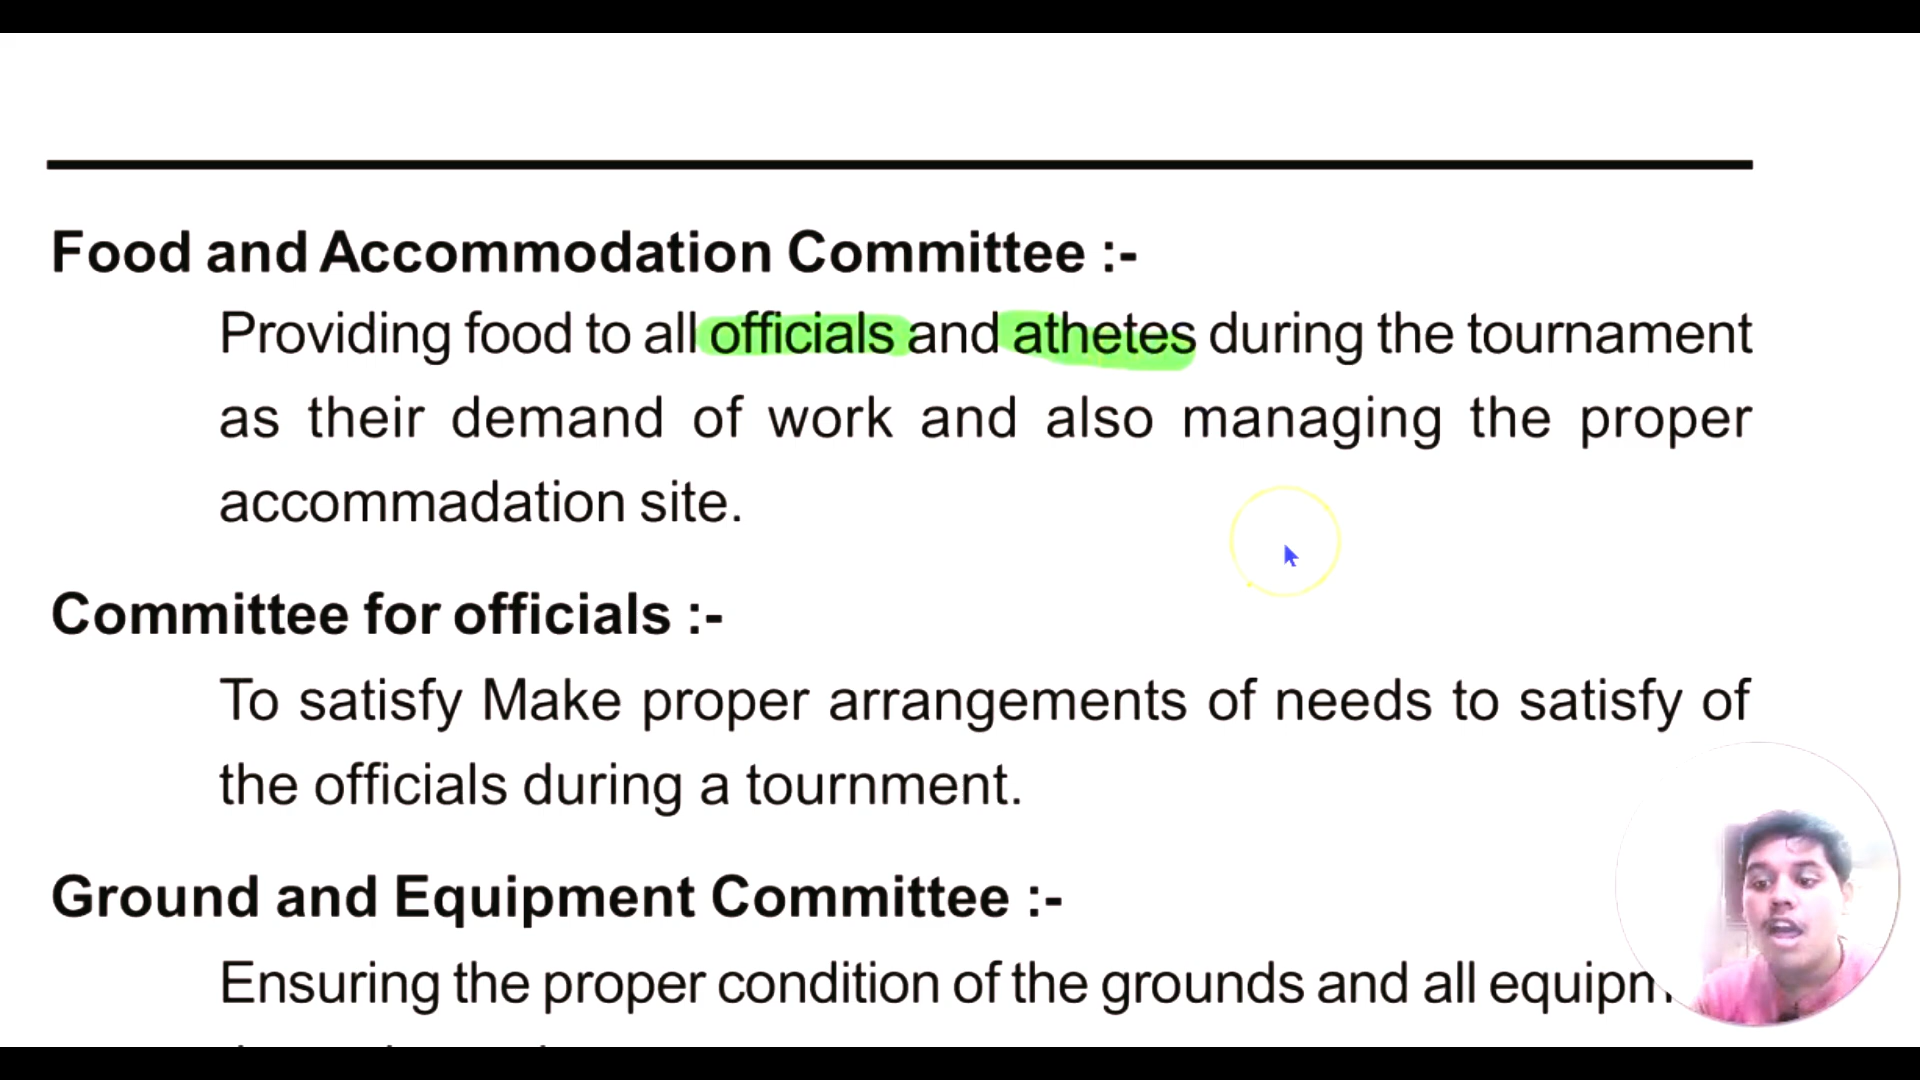 Food and Accommodation Committee :-
Providing food to all officials and athetes during the tournament
as their demand of work and also managing the proper
accommadation site.
Committee for officials :-
To satisfy Make proper arrangements of needs to satisfy of
the officials during a tournment.
Ground and Equipment Committee :-
Ensuring the proper condition of the grounds and all